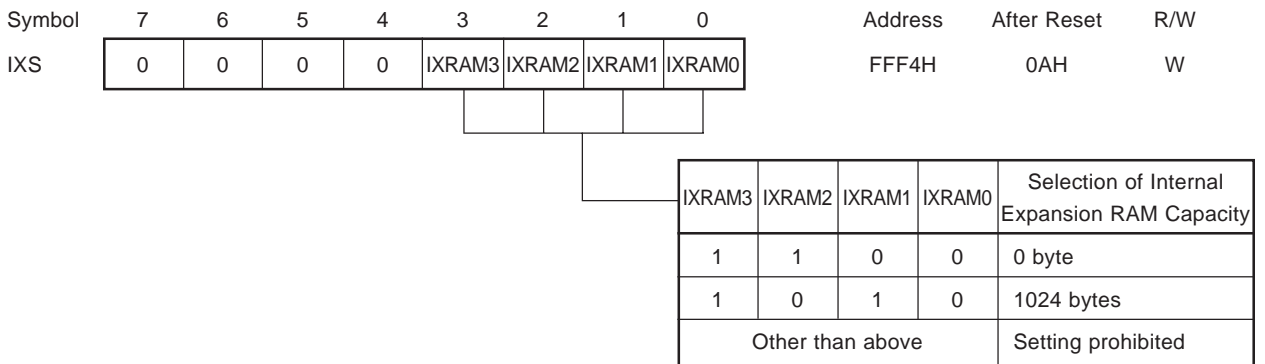 Symbol 7 6 5 4 3 2 1 0 Address After Reset R/W
IXS 0 0 0 0 IXRAM3 IXRAM2 IXRAM1 IXRAM0 FFF4H 0AH W
IXRAM3 IXRAM2 IXRAM1 IXRAM0 Selection of Internal
Expansion RAM Capacity
1 1 0 0 0 byte
1 0 1 0 1024 bytes
Other than above Setting prohibited